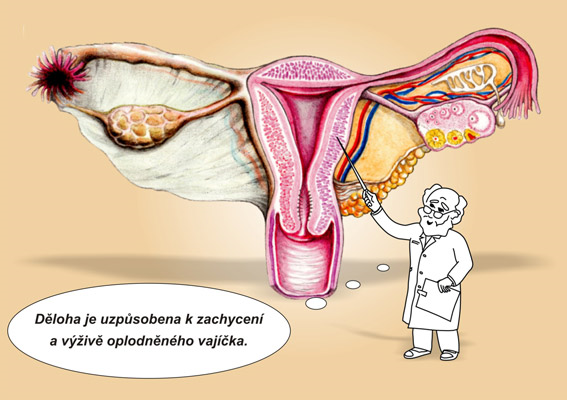 Děloha je uzpůsobena k zachycení
a výživě oplodněného vajíčka.